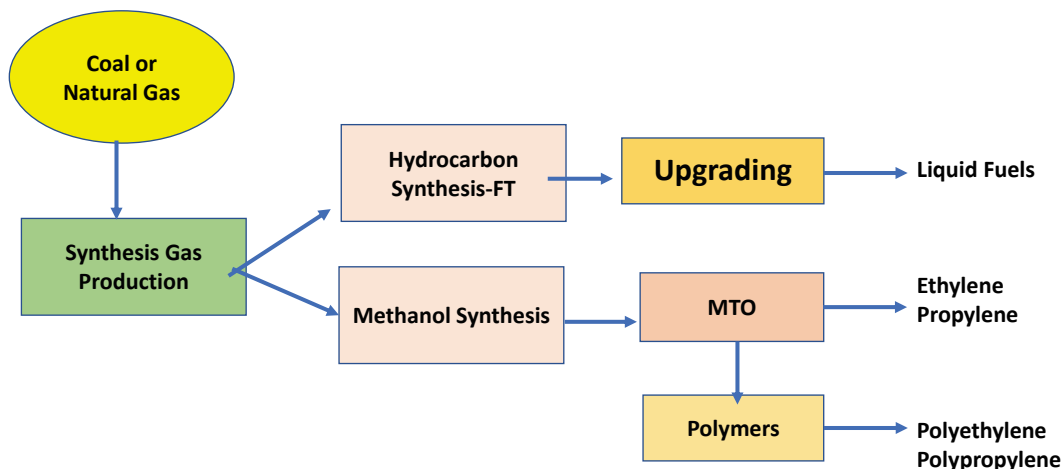 Coal or
Natural Gas
Synthesis Gas
Production
Hydrocarbon
Synthesis-FT
Upgrading
Liquid Fuels
Methanol Synthesis
MTO
Ethylene
Propylene
Polymers
Polyethylene
Polypropylene